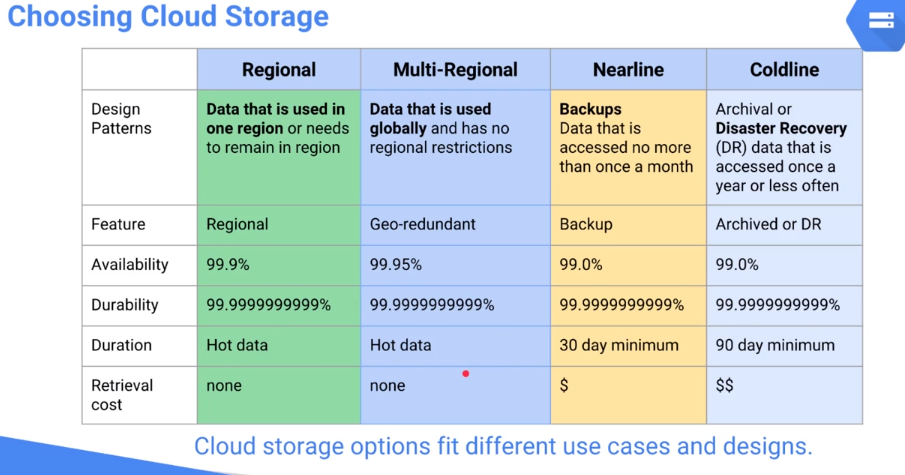 Choosing Cloud Storage
Regional
Multi-Regional
Nearline
Coldline
Design
Patterns
Data that is used in
one region or needs
to remain in region
Data that is used
globally and has no
regional restrictions
Backups
Data that is
accessed no more
than once a month
Archival or
Disaster Recovery
(DR) data that is
accessed once a
year or less often
Feature
Regional
Geo-redundant
Backup
Archived or DR
Availability
99.9%
99.95%
99.0%
99.0%
Durability
99.9999999999%
99.9999999999%
99.9999999999%
99.9999999999%
Duration
Hot data
Hot data
30 day minimum
90 day minimum
Retrieval
cost
none
none
$
$$
Cloud storage options fit different use cases and designs.